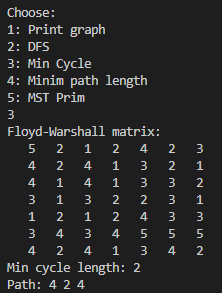 Choose:
1: Print graph
2: DFS
3: Min Cycle
4: Minim path length
5: MST Prim
3
Floyd-Warshall matrix:
5 2 1 2 4 2 3
4 2 4 1 3 2 1
4 1 4 1 3 3 2
3 1 3 2 2 3 1
1 2 1 2 4 3 3
3 4 3 4 5 5 5
4 2 4 1 3 4 2
Min cycle length: 2
Path: 4 2 4